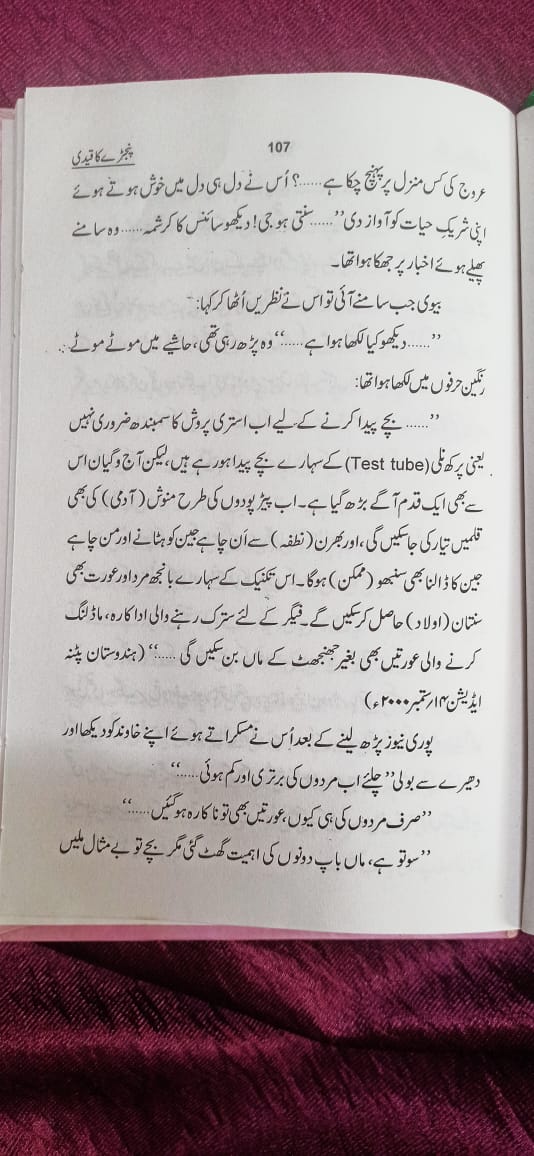 107
پنجڑے کا قیدی
عروج کی کس منزل پر پہنچ چکا ہے......؟ اُس نے دل ہی دل میں خوش ہوتے ہوئے
اپنی شریکِ حیات کو آواز دی ’’......سنتی ہو جی! دیکھو سائنس کا کرشمہ......وہ سامنے
پھیلے ہوئے اخبار پر جھکا ہوا تھا۔
بیوی جب سامنے آئی تو اس نے نظریں اُٹھا کر کہا:
’’......دیکھو کیا لکھا ہوا ہے......‘‘ وہ پڑھ رہی تھی، حاشیے میں موٹے موٹے
رنگین حرفوں میں لکھا ہوا تھا:
’’...... بچے پیدا کرنے کے لیے اب استری پروش کا سمبندھ ضروری نہیں
یعنی پرکھ نلی (Test tube) کے سہارے بچے پیدا ہو رہے ہیں، لیکن آج وگیان اس
سے بھی ایک قدم آگے بڑھ گیا ہے۔ اب پیڑ پودوں کی طرح منوش (آدمی) کی بھی
قلمیں تیار کی جاسکیں گی، اور بھرن (نطفہ) سے اَن چاہے جین کو ہٹانے اور من چاہے
جین کا ڈالنا بھی سنبھو (ممکن) ہوگا۔ اس تکنیک کے سہارے بانجھ مرد اور عورت بھی
سنتان (اولاد) حاصل کرسکیں گے۔ فیگر کے لئے سترک رہنے والی اداکارہ، ماڈلنگ
کرنے والی عورتیں بھی بغیر جھنجھٹ کے ماں بن سکیں گی ......‘‘ (ہندوستان پٹنہ
ایڈیشن ۱۴/ستمبر ۲۰۰۰ء)
پوری نیوز پڑھ لینے کے بعد اُس نے مسکراتے ہوئے اپنے خاوند کو دیکھا اور
دھیرے سے بولی ’’چلئے اب مردوں کی برتری اور کم ہوئی......‘‘
’’صرف مردوں کی ہی کیوں، عورتیں بھی تو ناکارہ ہوگئیں......‘‘
’’سو تو ہے، ماں باپ دونوں کی اہمیت گھٹ گئی مگر بچے تو بے مثال ملیں